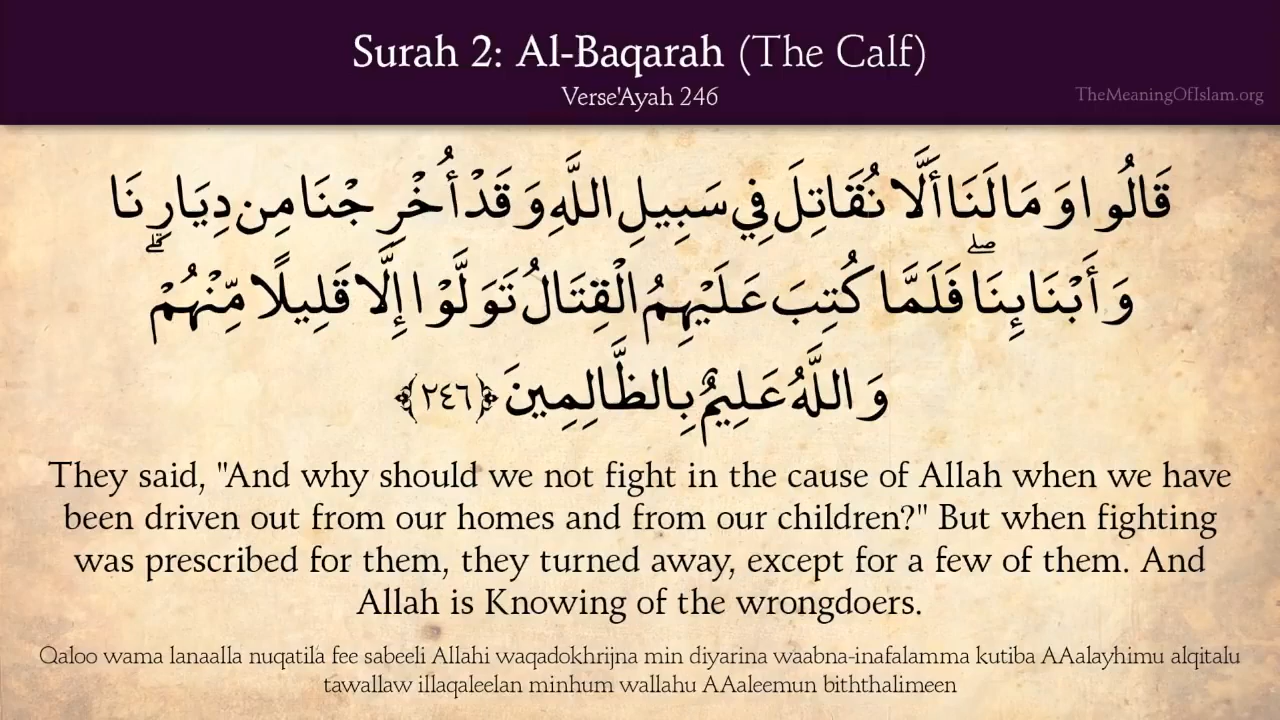 Surah 2: Al-Baqarah (The Calf)
Verse'Ayah 246
TheMeaningOfIslam.org
قَالُوا وَمَا لَنَا أَلَّا نُقَاتِلَ فِي سَبِيلِ اللَّهِ وَقَدْ أُخْرِجْنَا مِن دِيَارِنَا
وَأَبْنَائِنَا ۖ فَلَمَّا كُتِبَ عَلَيْهِمُ الْقِتَالُ تَوَلَّوْا إِلَّا قَلِيلًا مِّنْهُمْ ۗ
وَاللَّهُ عَلِيمٌ بِالظَّالِمِينَ ﴿٢٤٦﴾
They said, "And why should we not fight in the cause of Allah when we have
been driven out from our homes and from our children?" But when fighting
was prescribed for them, they turned away, except for a few of them. And
Allah is Knowing of the wrongdoers.
Qaloo wama lanaalla nuqatila fee sabeeli Allahi waqadokhrijna min diyarina waabna-inafalamma kutiba AAalayhimu alqitalu
tawallaw illaqaleelan minhum wallahu AAaleemun biththalimeen